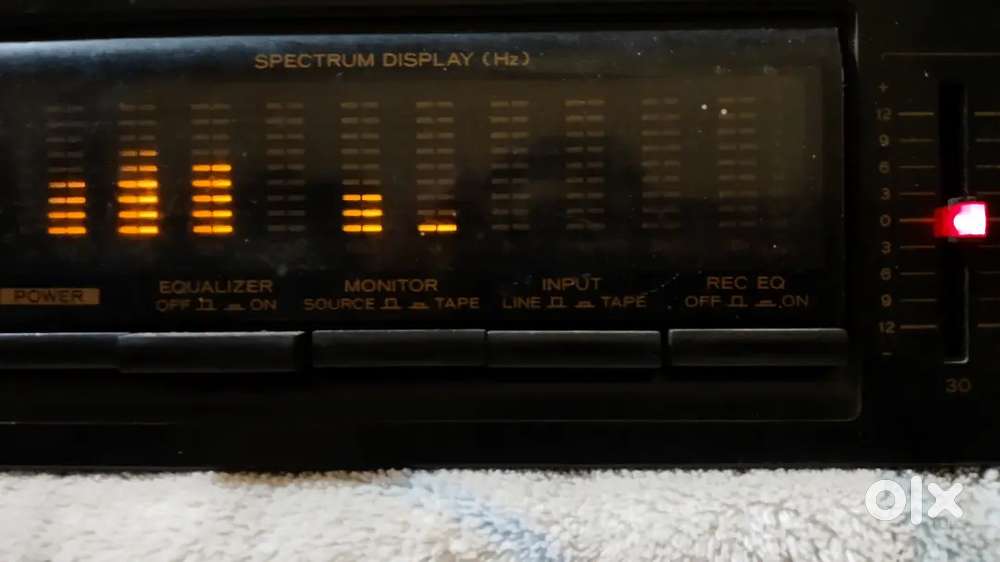 SPECTRUM DISPLAY (Hz)
+
12
9
6
3
0
3
6
9
12
–
30
POWER
EQUALIZER
OFF ON
MONITOR
SOURCE TAPE
INPUT
LINE TAPE
REC EQ
OFF ON
olx